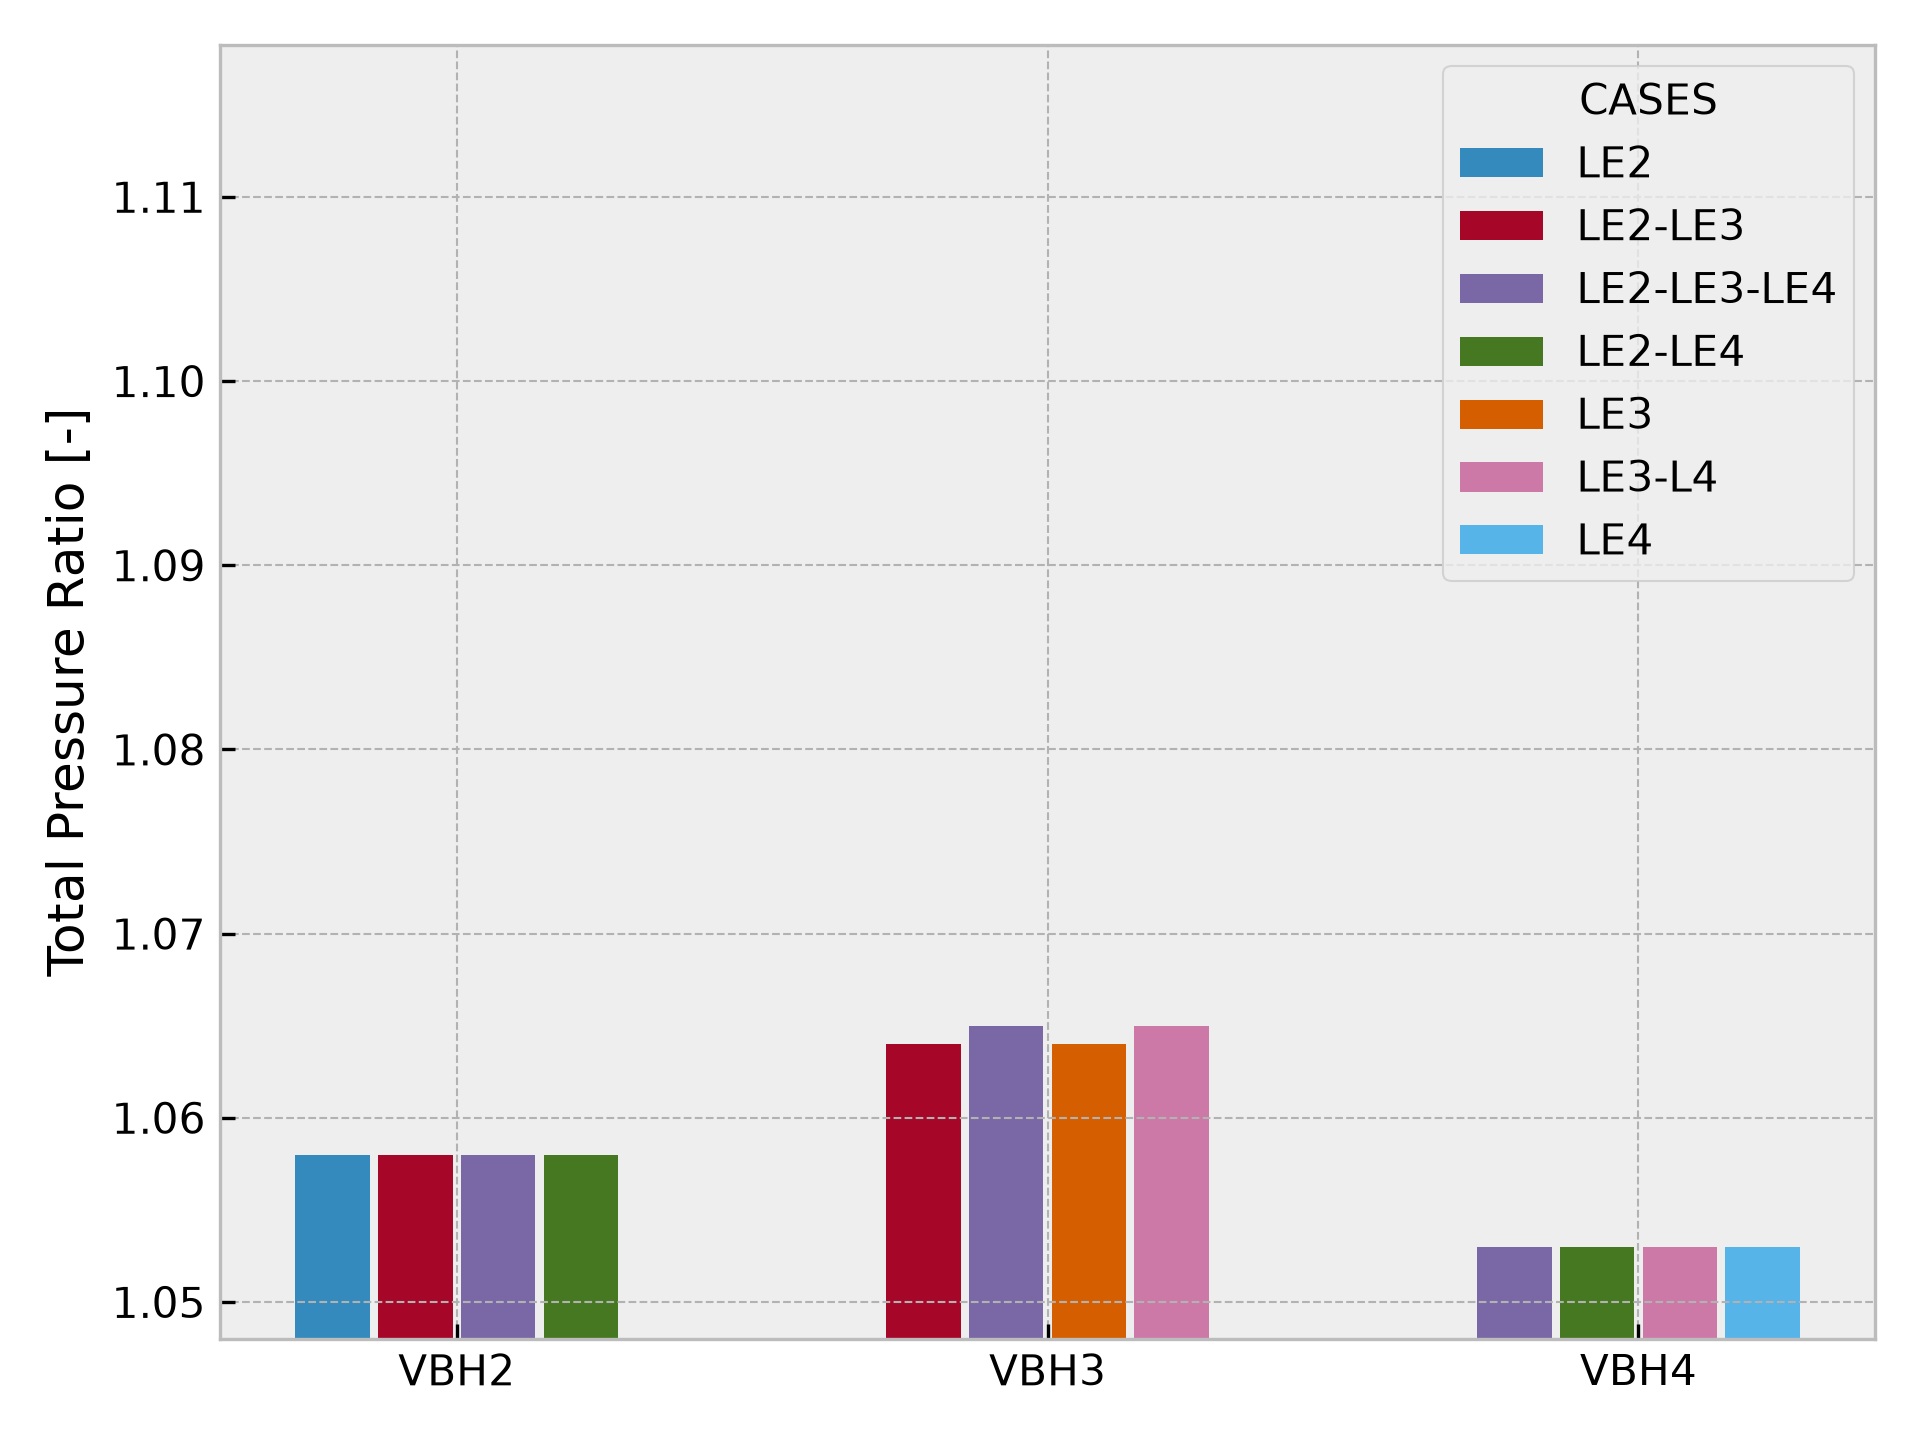 Total Pressure Ratio [-]
1.11
1.10
1.09
1.08
1.07
1.06
1.05
VBH2
VBH3
VBH4
CASES
LE2
LE2-LE3
LE2-LE3-LE4
LE2-LE4
LE3
LE3-L4
LE4